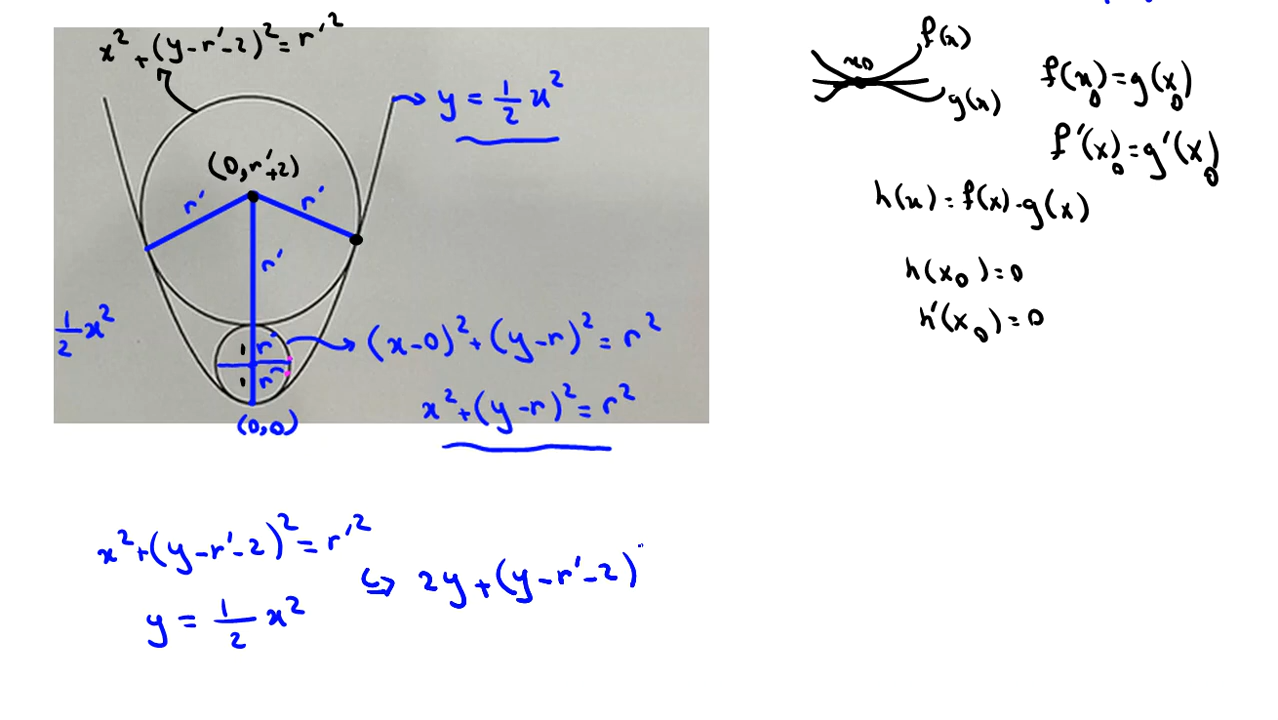 x² + (y - r' - 2)² = r'²
y = 1/2 x²
(0, r'+2)
r'
r'
r'
1/2 x²
1 r
1 r
(x - 0)² + (y - r)² = r²
x² + (y - r)² = r²
(0,0)
x² + (y - r' - 2)² = r'²
y = 1/2 x²
↪ 2y + (y - r' - 2)
x0
f(x)
g(x)
f(x₀) = g(x₀)
f'(x₀) = g'(x₀)
h(x) = f(x) - g(x)
h(x₀) = 0
h'(x₀) = 0